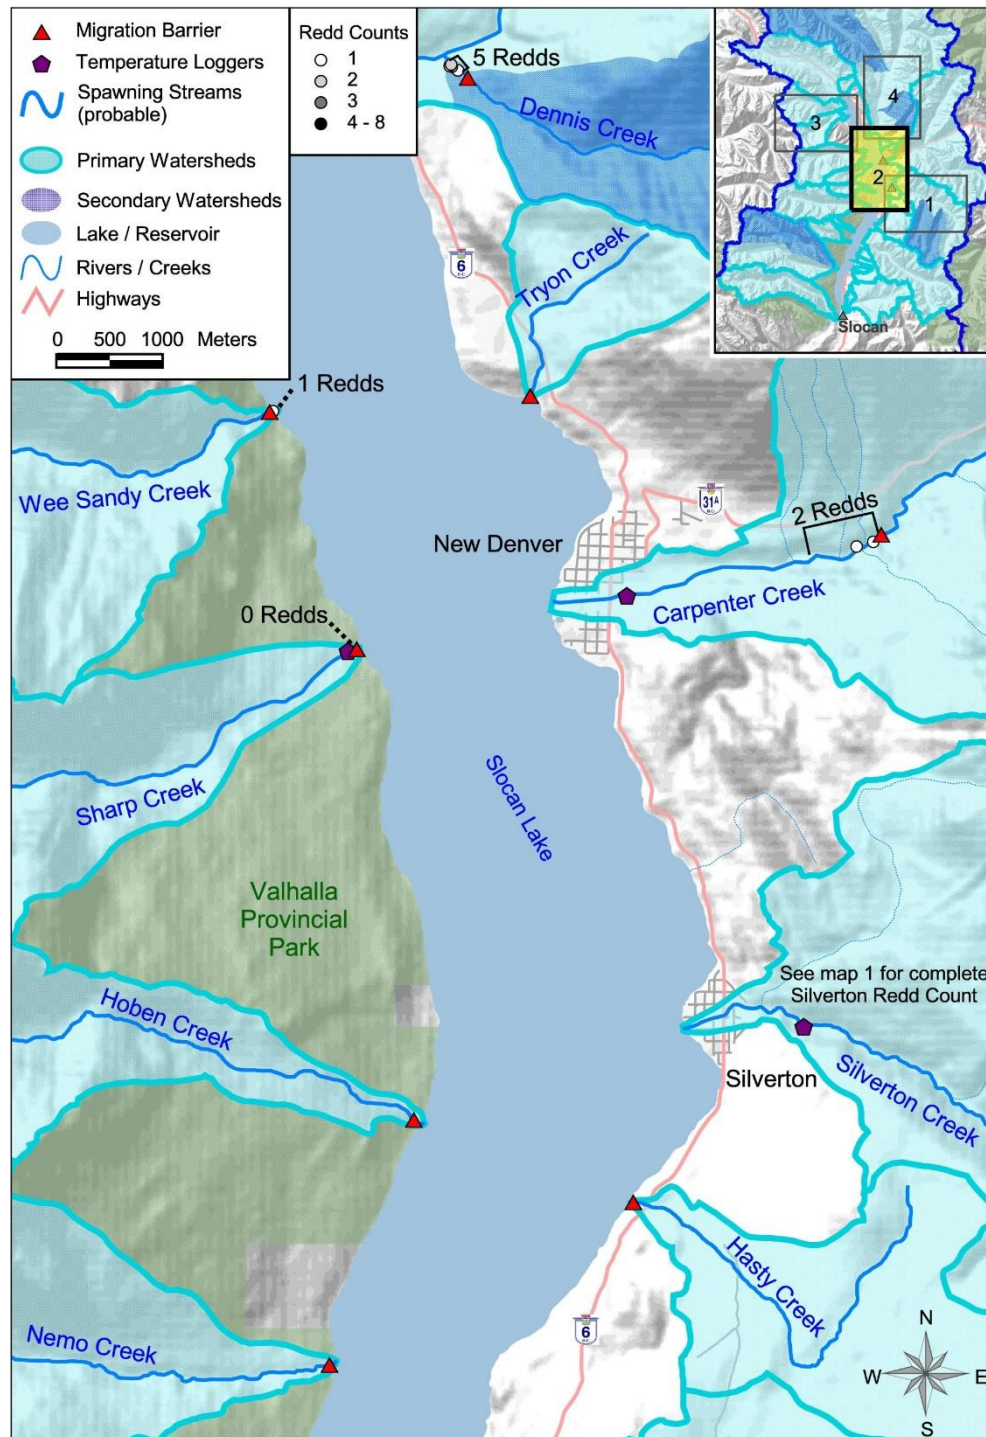 Migration Barrier
Temperature Loggers
Spawning Streams
(probable)
Primary Watersheds
Secondary Watersheds
Lake / Reservoir
Rivers / Creeks
Highways
0 500 1000 Meters
Redd Counts
1
2
3
4 - 8
5 Redds
Dennis Creek
Tryon Creek
6
3
4
2
1
Slocan
1 Redds
Wee Sandy Creek
31A
New Denver
2 Redds
Carpenter Creek
0 Redds
Sharp Creek
Slocan Lake
Valhalla
Provincial
Park
Hoben Creek
See map 1 for complete
Silverton Redd Count
Silverton
Silverton Creek
Hasty Creek
6
Nemo Creek
N
W E
S